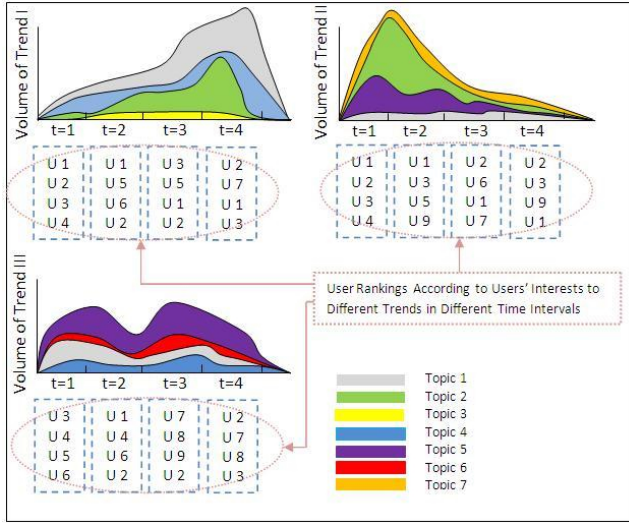 Volume of Trend I
t=1 t=2 t=3 t=4
U 1 U 1 U 3 U 2
U 2 U 5 U 5 U 7
U 3 U 6 U 1 U 1
U 4 U 2 U 2 U 3
Volume of Trend II
t=1 t=2 t=3 t=4
U 1 U 1 U 2 U 2
U 2 U 3 U 6 U 3
U 3 U 5 U 1 U 9
U 4 U 9 U 7 U 1
User Rankings According to Users' Interests to
Different Trends in Different Time Intervals
Volume of Trend III
t=1 t=2 t=3 t=4
U 3 U 1 U 7 U 2
U 4 U 4 U 8 U 7
U 5 U 6 U 9 U 8
U 6 U 2 U 2 U 3
Topic 1
Topic 2
Topic 3
Topic 4
Topic 5
Topic 6
Topic 7